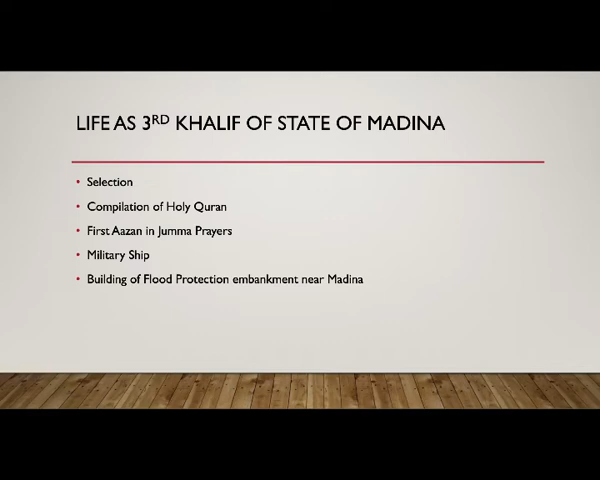 LIFE AS 3RD KHALIF OF STATE OF MADINA
• Selection
• Compilation of Holy Quran
• First Aazan in Jumma Prayers
• Military Ship
• Building of Flood Protection embankment near Madina